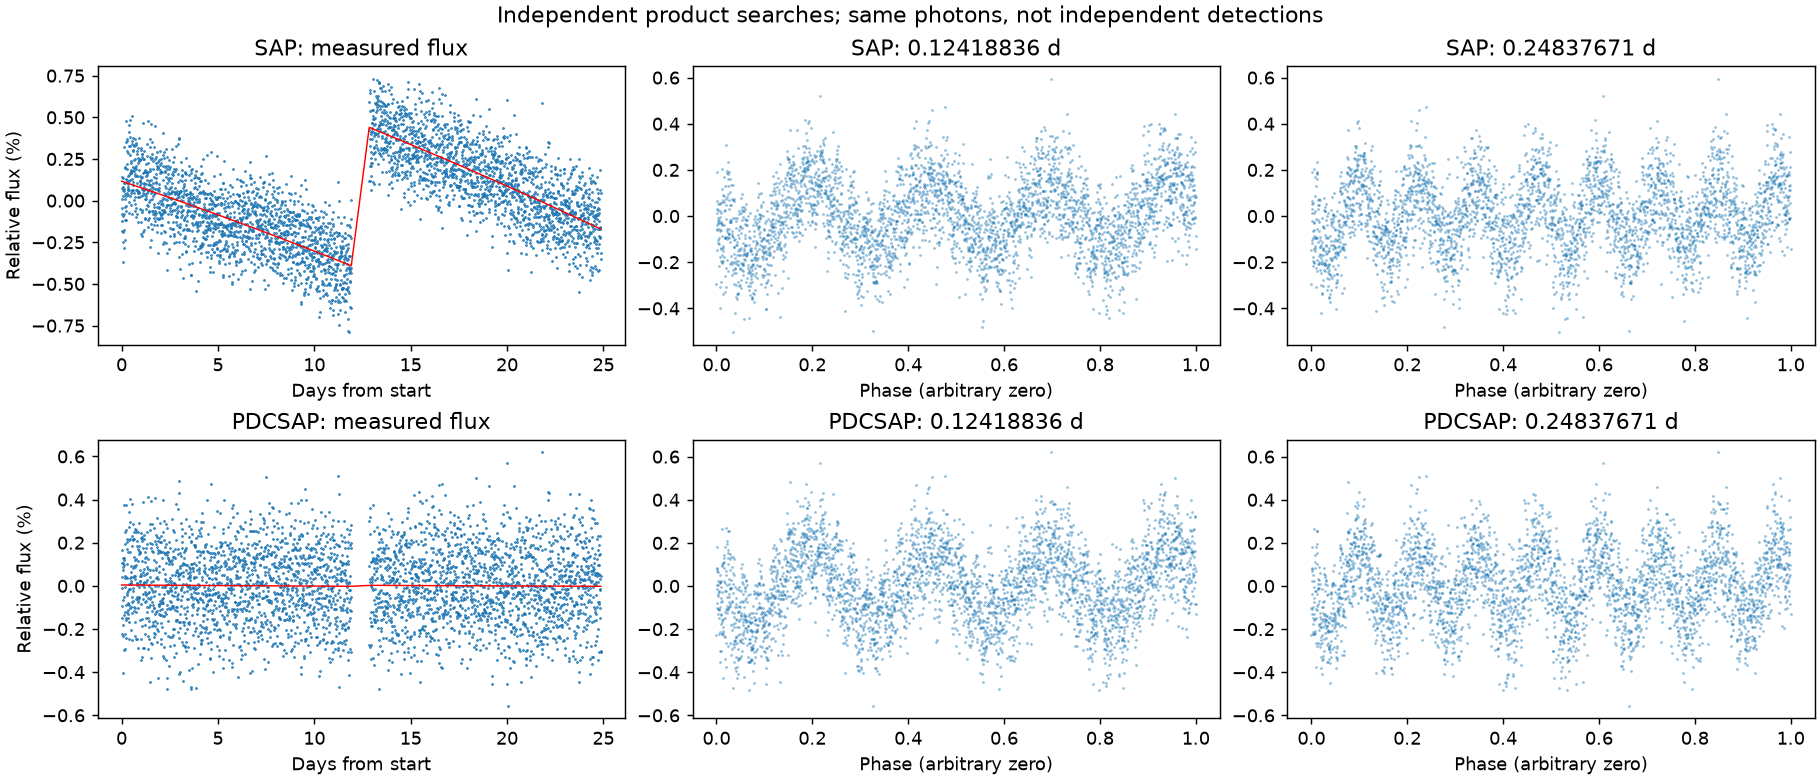 Independent product searches; same photons, not independent detections
SAP: measured flux
SAP: 0.12418836 d
SAP: 0.24837671 d
Relative flux (%)
0.75
0.50
0.25
0.00
−0.25
−0.50
−0.75
0 5 10 15 20 25
Days from start
0.6
0.4
0.2
0.0
−0.2
−0.4
0.0 0.2 0.4 0.6 0.8 1.0
Phase (arbitrary zero)
0.6
0.4
0.2
0.0
−0.2
−0.4
0.0 0.2 0.4 0.6 0.8 1.0
Phase (arbitrary zero)
PDCSAP: measured flux
PDCSAP: 0.12418836 d
PDCSAP: 0.24837671 d
Relative flux (%)
0.6
0.4
0.2
0.0
−0.2
−0.4
−0.6
0 5 10 15 20 25
Days from start
0.6
0.4
0.2
0.0
−0.2
−0.4
−0.6
0.0 0.2 0.4 0.6 0.8 1.0
Phase (arbitrary zero)
0.6
0.4
0.2
0.0
−0.2
−0.4
−0.6
0.0 0.2 0.4 0.6 0.8 1.0
Phase (arbitrary zero)